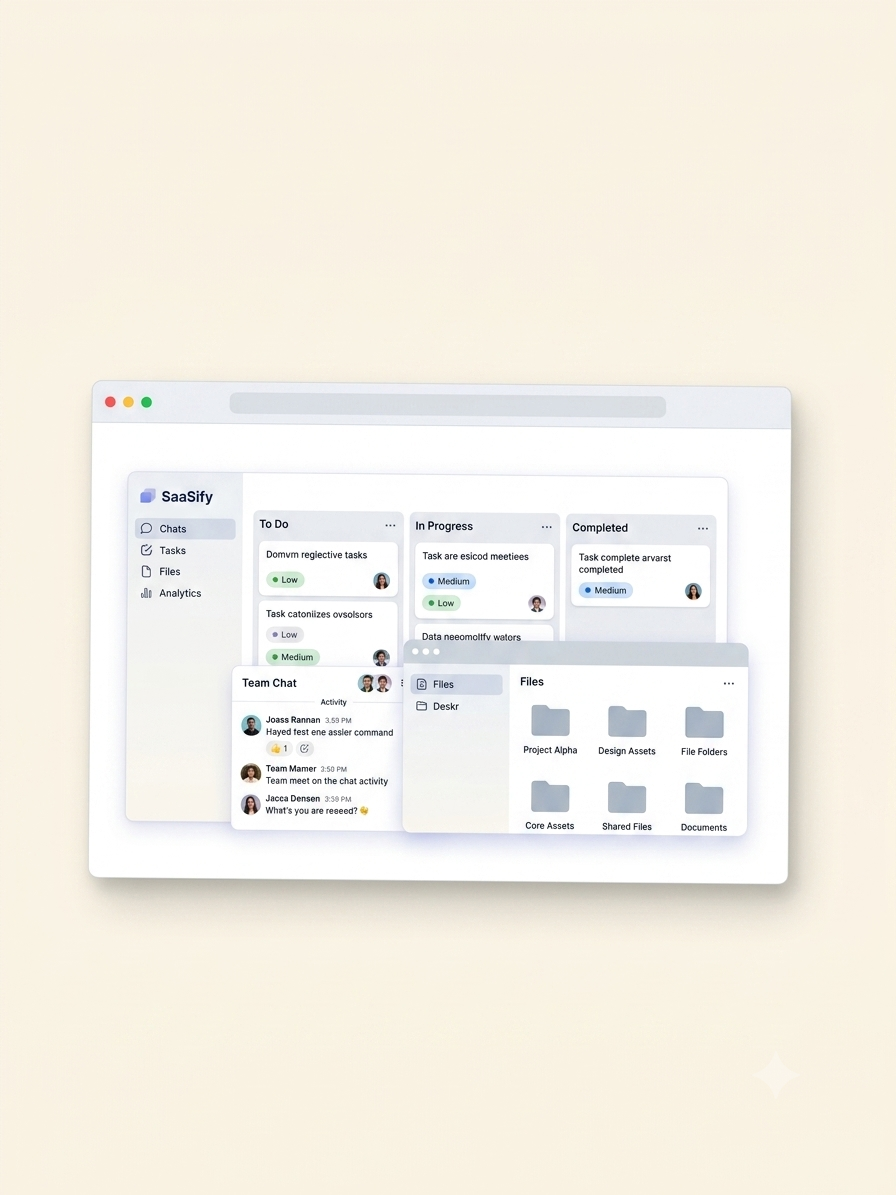 SaaSify
Chats
Tasks
Files
Analytics
To Do
Domvm regiective tasks
Low
Task catoniizes ovsolsors
Low
Medium
In Progress
Task are esicod meetiees
Medium
Low
Data neeomoltfy wators
Completed
Task complete arvarst
completed
Medium
Team Chat
Activity
Joass Rannan 3.59 PM
Hayed test ene assler command
👍 1
Team Mamer 3:50 PM
Team meet on the chat activity
Jacca Densen 3:39 PM
What's you are reeeed?
Files
Deskr
Files
Project Alpha
Design Assets
File Folders
Core Assets
Shared Files
Documents